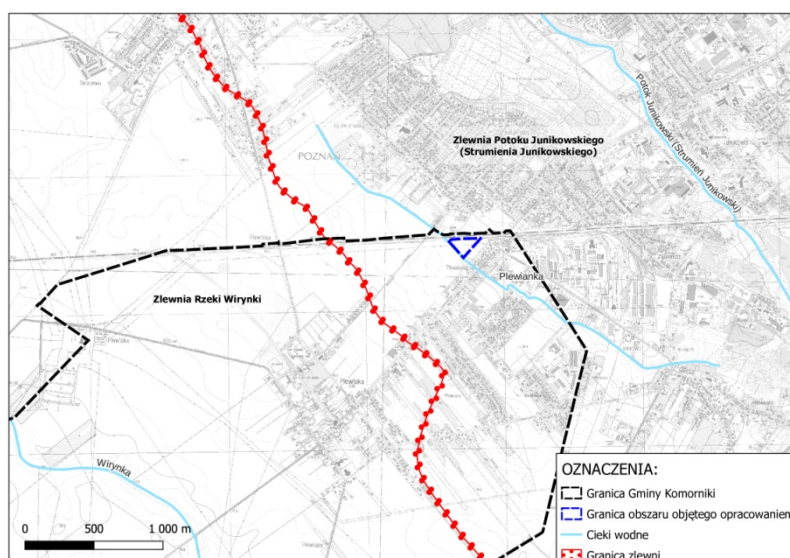 Zlewnia Potoku Junikowskiego
(Strumienia Junikowskiego)
Potok Junikowski (Strumień Junikowski)
POZNAŃ
Plewianka
Zlewnia Rzeki Wirynki
Plewiska
Wirynka
0 500 1 000 m
OZNACZENIA:
Granica Gminy Komorniki
Granica obszaru objętego opracowaniem
Cieki wodne
Granica zlewni